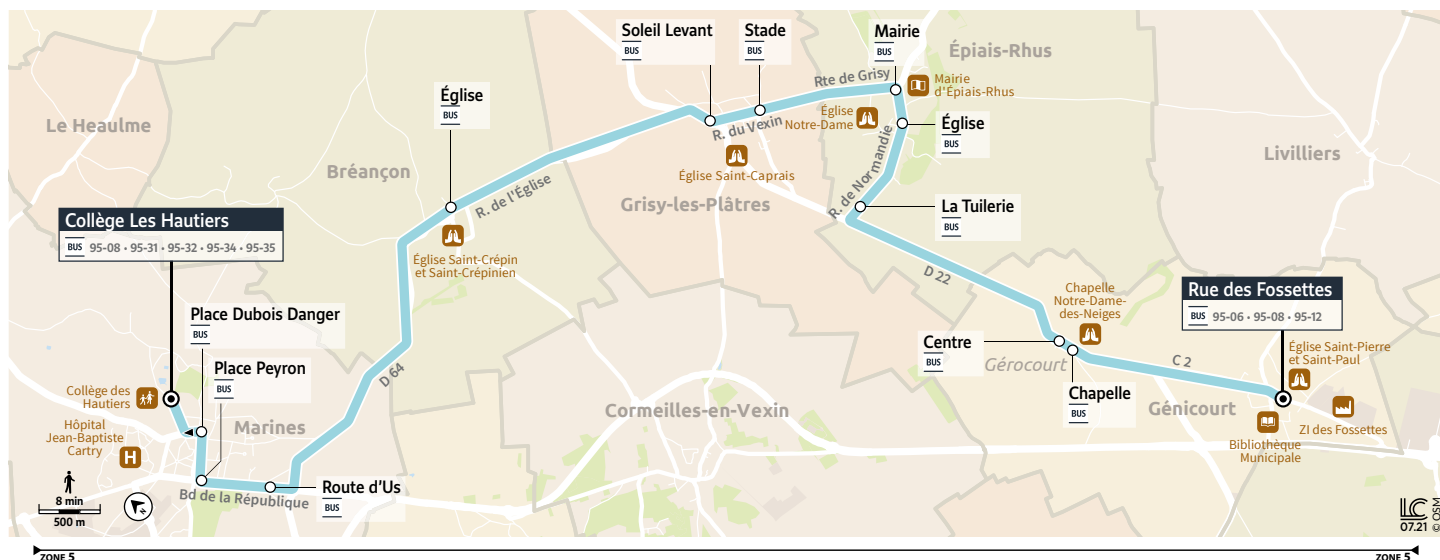 Soleil Levant
BUS
Stade
BUS
Mairie
BUS
Épiais-Rhus
Rte de Grisy
Mairie
d'Épiais-Rhus
Église
BUS
Église
Notre-Dame
R. du Vexin
Église
BUS
Le Heaulme
Livilliers
Bréançon
Église Saint-Caprais
R. de l'Église
Grisy-les-Plâtres
R. de Normandie
La Tuilerie
BUS
Collège Les Hautiers
BUS 95-08 • 95-31 • 95-32 • 95-34 • 95-35
Église Saint-Crépin
et Saint-Crépinien
D 22
Chapelle
Notre-Dame-
des-Neiges
Rue des Fossettes
BUS 95-06 • 95-08 • 95-12
Place Dubois Danger
BUS
Centre
BUS
Gérocourt
Église Saint-Pierre
et Saint-Paul
C 2
Place Peyron
BUS
D 64
Collège des
Hautiers
Chapelle
BUS
Génicourt
Cormeilles-en-Vexin
Marines
Hôpital
Jean-Baptiste
Cartry
H
ZI des Fossettes
Bibliothèque
Municipale
Route d'Us
BUS
Bd de la République
8 min
500 m
LC
07.21
© OSM
ZONE 5
ZONE 5